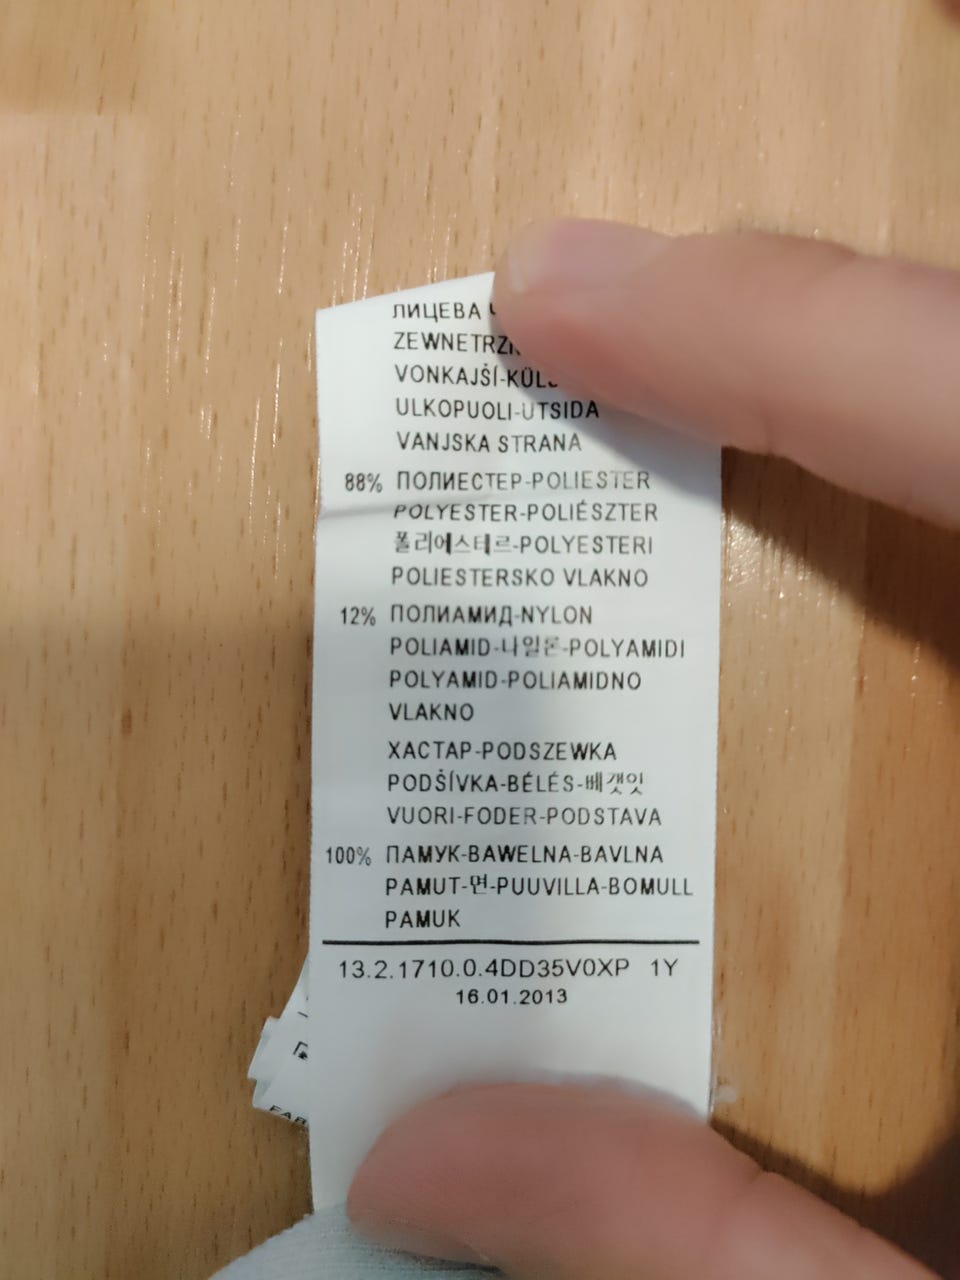 ЛИЦЕВА
VONKAJŠÍ-
ULKOPUOLI-UTSIDA
VANJSKA STRANA
88% ПОЛИЕСТЕР-POLIESTER
POLYESTER-POLIÉSZTER
폴리에스테르-POLYESTERI
POLIESTERSKO VLAKNO
12% ПОЛИАМИД-NYLON
POLIAMID-나일론-POLYAMIDI
POLYAMID-POLIAMIDNO
VLAKNO
ХАСТАР-PODSZEWKA
PODŠÍVKA-BÉLÉS-베갯잇
VUORI-FODER-PODSTAVA
100% ПАМУК-BAWELNA-BAVLNA
PAMUT-면-PUUVILLA-BOMULL
PAMUK
13.2.1710.0.4DD35V0XP 1Y
16.01.2013